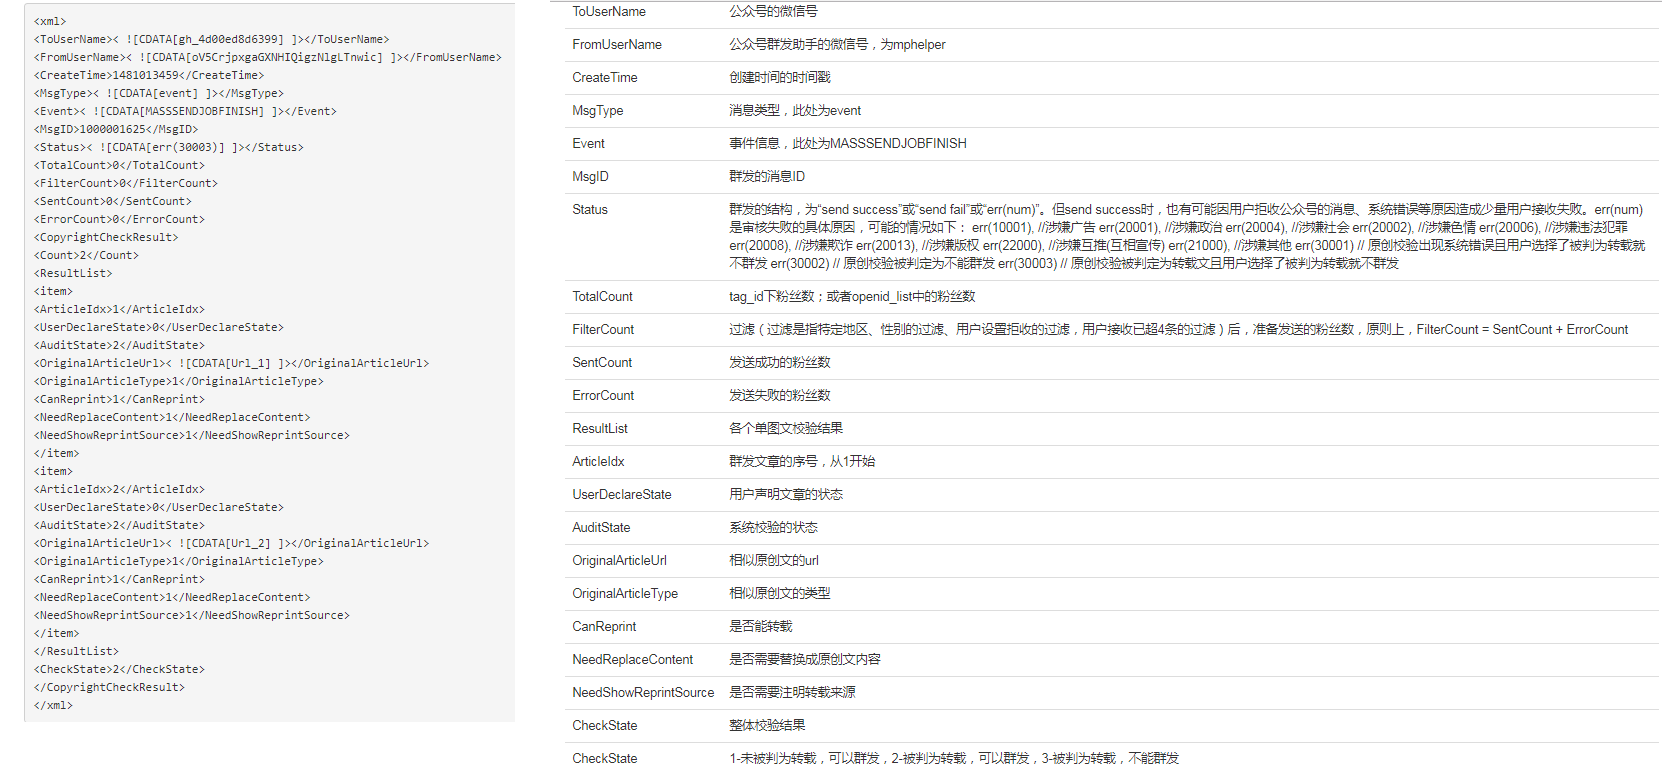 <xml>
<ToUserName>< ![CDATA[gh_4d00ed8d6399] ]></ToUserName>
<FromUserName>< ![CDATA[oV5CrjpxgaGXNHIQigzNlgLTnwic] ]></FromUserName>
<CreateTime>1481013459</CreateTime>
<MsgType>< ![CDATA[event] ]></MsgType>
<Event>< ![CDATA[MASSSENDJOBFINISH] ]></Event>
<MsgID>1000001625</MsgID>
<Status>< ![CDATA[err(30003)] ]></Status>
<TotalCount>0</TotalCount>
<FilterCount>0</FilterCount>
<SentCount>0</SentCount>
<ErrorCount>0</ErrorCount>
<CopyrightCheckResult>
<Count>2</Count>
<ResultList>
<item>
<ArticleIdx>1</ArticleIdx>
<UserDeclareState>0</UserDeclareState>
<AuditState>2</AuditState>
<OriginalArticleUrl>< ![CDATA[Url_1] ]></OriginalArticleUrl>
<OriginalArticleType>1</OriginalArticleType>
<CanReprint>1</CanReprint>
<NeedReplaceContent>1</NeedReplaceContent>
<NeedShowReprintSource>1</NeedShowReprintSource>
</item>
<item>
<ArticleIdx>2</ArticleIdx>
<UserDeclareState>0</UserDeclareState>
<AuditState>2</AuditState>
<OriginalArticleUrl>< ![CDATA[Url_2] ]></OriginalArticleUrl>
<OriginalArticleType>1</OriginalArticleType>
<CanReprint>1</CanReprint>
<NeedReplaceContent>1</NeedReplaceContent>
<NeedShowReprintSource>1</NeedShowReprintSource>
</item>
</ResultList>
<CheckState>2</CheckState>
</CopyrightCheckResult>
</xml>
ToUserName 公众号的微信号
FromUserName 公众号群发助手的微信号，为mphelper
CreateTime 创建时间的时间戳
MsgType 消息类型，此处为event
Event 事件信息，此处为MASSSENDJOBFINISH
MsgID 群发的消息ID
Status 群发的结构，为“send success”或“send fail”或“err(num)”。但send success时，也有可能因用户拒收公众号的消息、系统错误等原因造成少量用户接收失败。err(num)
是审核失败的具体原因，可能的情况如下： err(10001), //涉嫌广告 err(20001), //涉嫌政治 err(20004), //涉嫌社会 err(20002), //涉嫌色情 err(20006), //涉嫌违法犯罪
err(20008), //涉嫌欺诈 err(20013), //涉嫌版权 err(22000), //涉嫌互推(互相宣传) err(21000), //涉嫌其他 err(30001) // 原创校验出现系统错误且用户选择了被判为转载就
不群发 err(30002) // 原创校验被判定为不能群发 err(30003) // 原创校验被判定为转载文且用户选择了被判为转载就不群发
TotalCount tag_id下粉丝数；或者openid_list中的粉丝数
FilterCount 过滤（过滤是指特定地区、性别的过滤、用户设置拒收的过滤，用户接收已超4条的过滤）后，准备发送的粉丝数，原则上，FilterCount = SentCount + ErrorCount
SentCount 发送成功的粉丝数
ErrorCount 发送失败的粉丝数
ResultList 各个单图文校验结果
ArticleIdx 群发文章的序号，从1开始
UserDeclareState 用户声明文章的状态
AuditState 系统校验的状态
OriginalArticleUrl 相似原创文的url
OriginalArticleType 相似原创文的类型
CanReprint 是否能转载
NeedReplaceContent 是否需要替换成原创文内容
NeedShowReprintSource 是否需要注明转载来源
CheckState 整体校验结果
CheckState 1-未被判为转载，可以群发，2-被判为转载，可以群发，3-被判为转载，不能群发